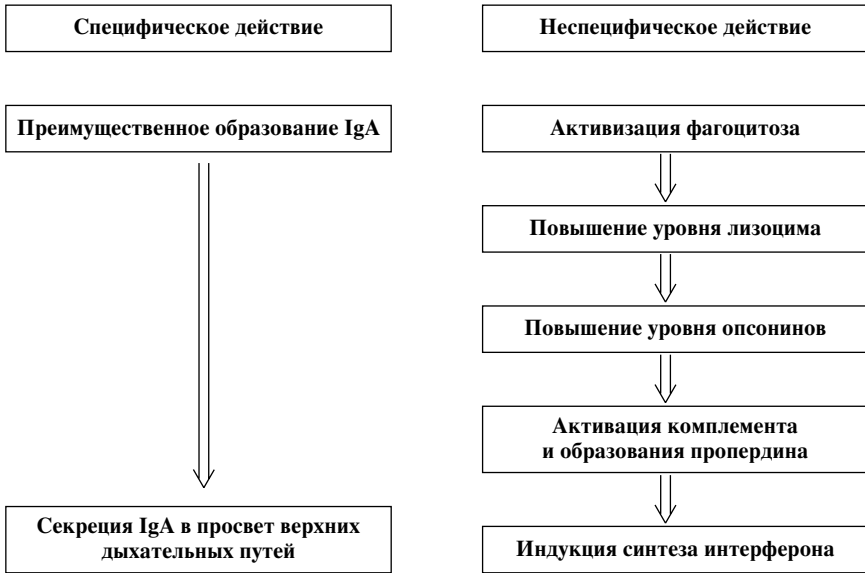 Специфическое действие
Неспецифическое действие
Преимущественное образование IgA
Активизация фагоцитоза
Повышение уровня лизоцима
Повышение уровня опсонинов
Активация комплемента
и образования пропердина
Секреция IgA в просвет верхних
дыхательных путей
Индукция синтеза интерферона